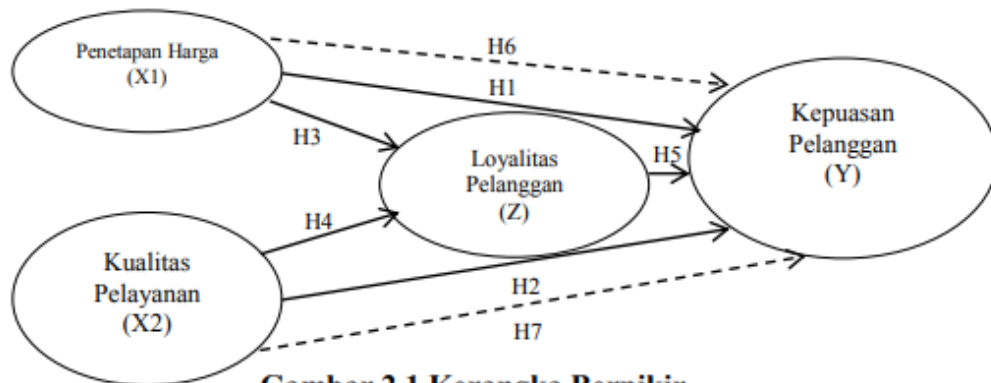 Penetapan Harga
(X1)
H6
H1
H3
Kepuasan
Pelanggan
(Y)
Loyalitas
Pelanggan
(Z)
H5
H4
Kualitas
Pelayanan
(X2)
H2
H7
Gambar 2.1 Kerangka Berpikir